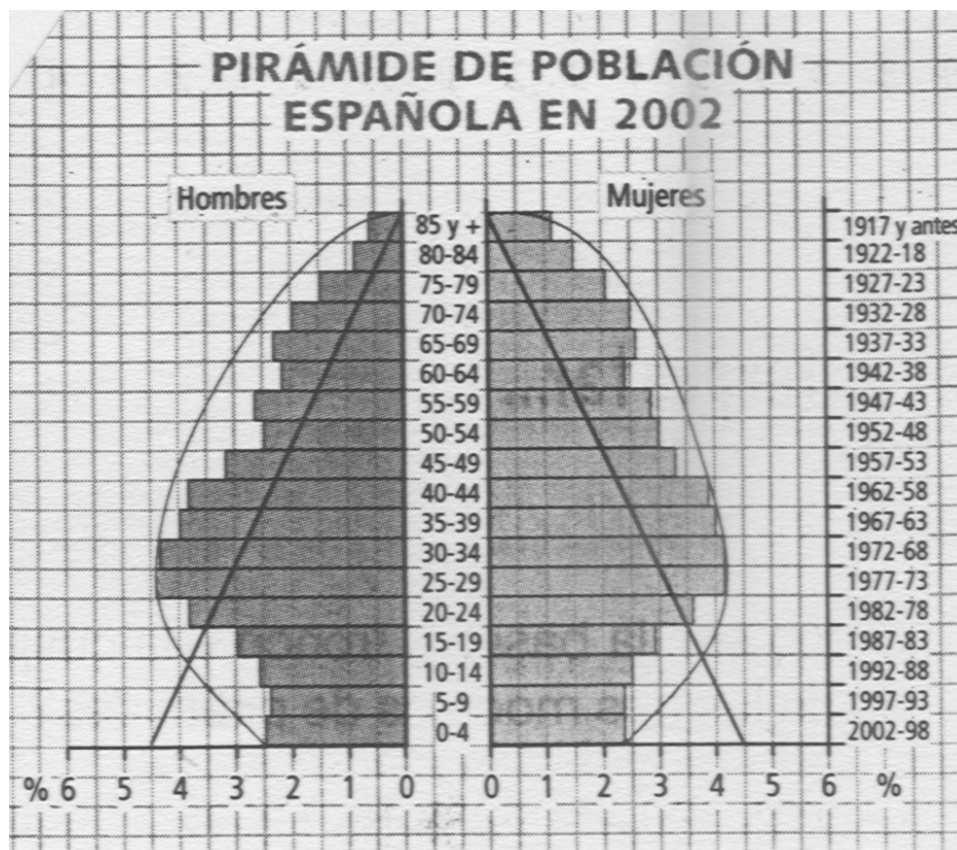 PIRÁMIDE DE POBLACIÓN
ESPAÑOLA EN 2002
Hombres
Mujeres
85 y + 1917 y antes
80-84 1922-18
75-79 1927-23
70-74 1932-28
65-69 1937-33
60-64 1942-38
55-59 1947-43
50-54 1952-48
45-49 1957-53
40-44 1962-58
35-39 1967-63
30-34 1972-68
25-29 1977-73
20-24 1982-78
15-19 1987-83
10-14 1992-88
5-9 1997-93
0-4 2002-98
% 6 5 4 3 2 1 0 0 1 2 3 4 5 6 %